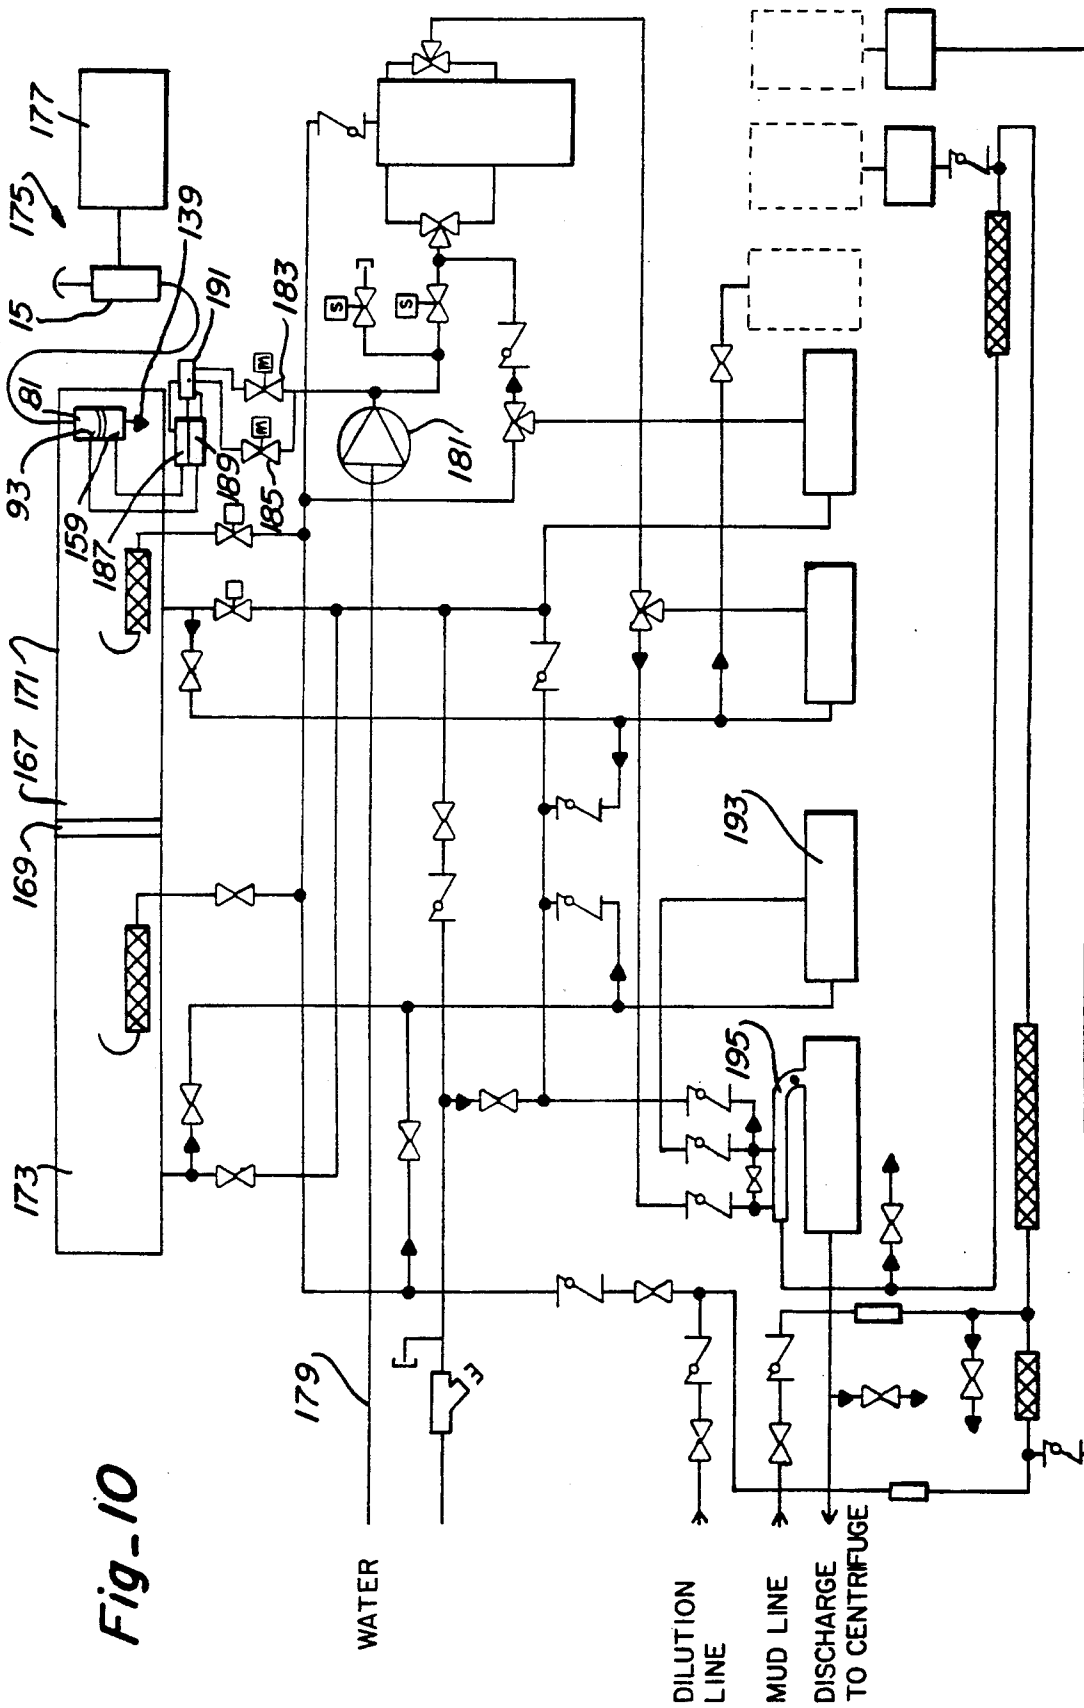 Fig_10
WATER
DILUTION
LINE
MUD LINE
DISCHARGE
TO CENTRIFUGE
173
169
167
171
179
93
81
159
187
189
185
15
175
177
139
191
183
181
M
M
S
S
193
195